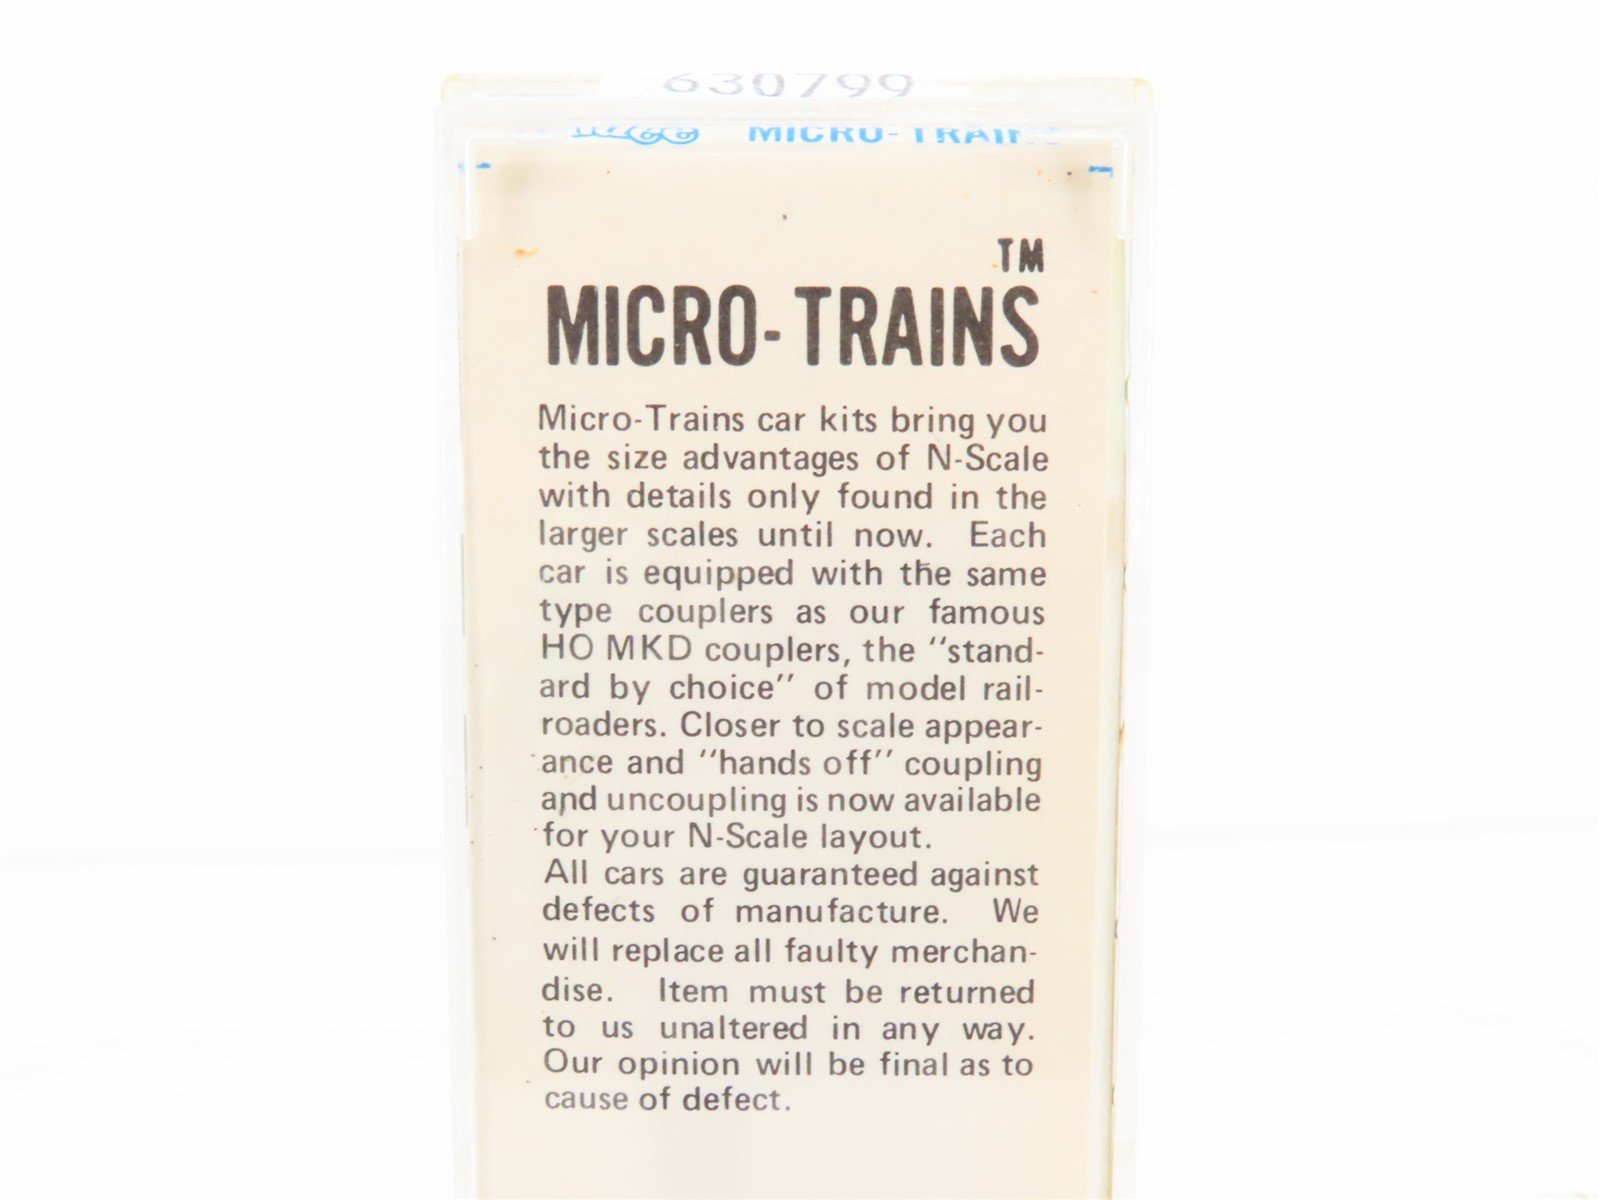 630799
MICRO-TRAINS
TM
MICRO-TRAINS
Micro-Trains car kits bring you
the size advantages of N-Scale
with details only found in the
larger scales until now. Each
car is equipped with the same
type couplers as our famous
HO MKD couplers, the "stand-
ard by choice" of model rail-
roaders. Closer to scale appear-
ance and "hands off" coupling
and uncoupling is now available
for your N-Scale layout.
All cars are guaranteed against
defects of manufacture. We
will replace all faulty merchan-
dise. Item must be returned
to us unaltered in any way.
Our opinion will be final as to
cause of defect.